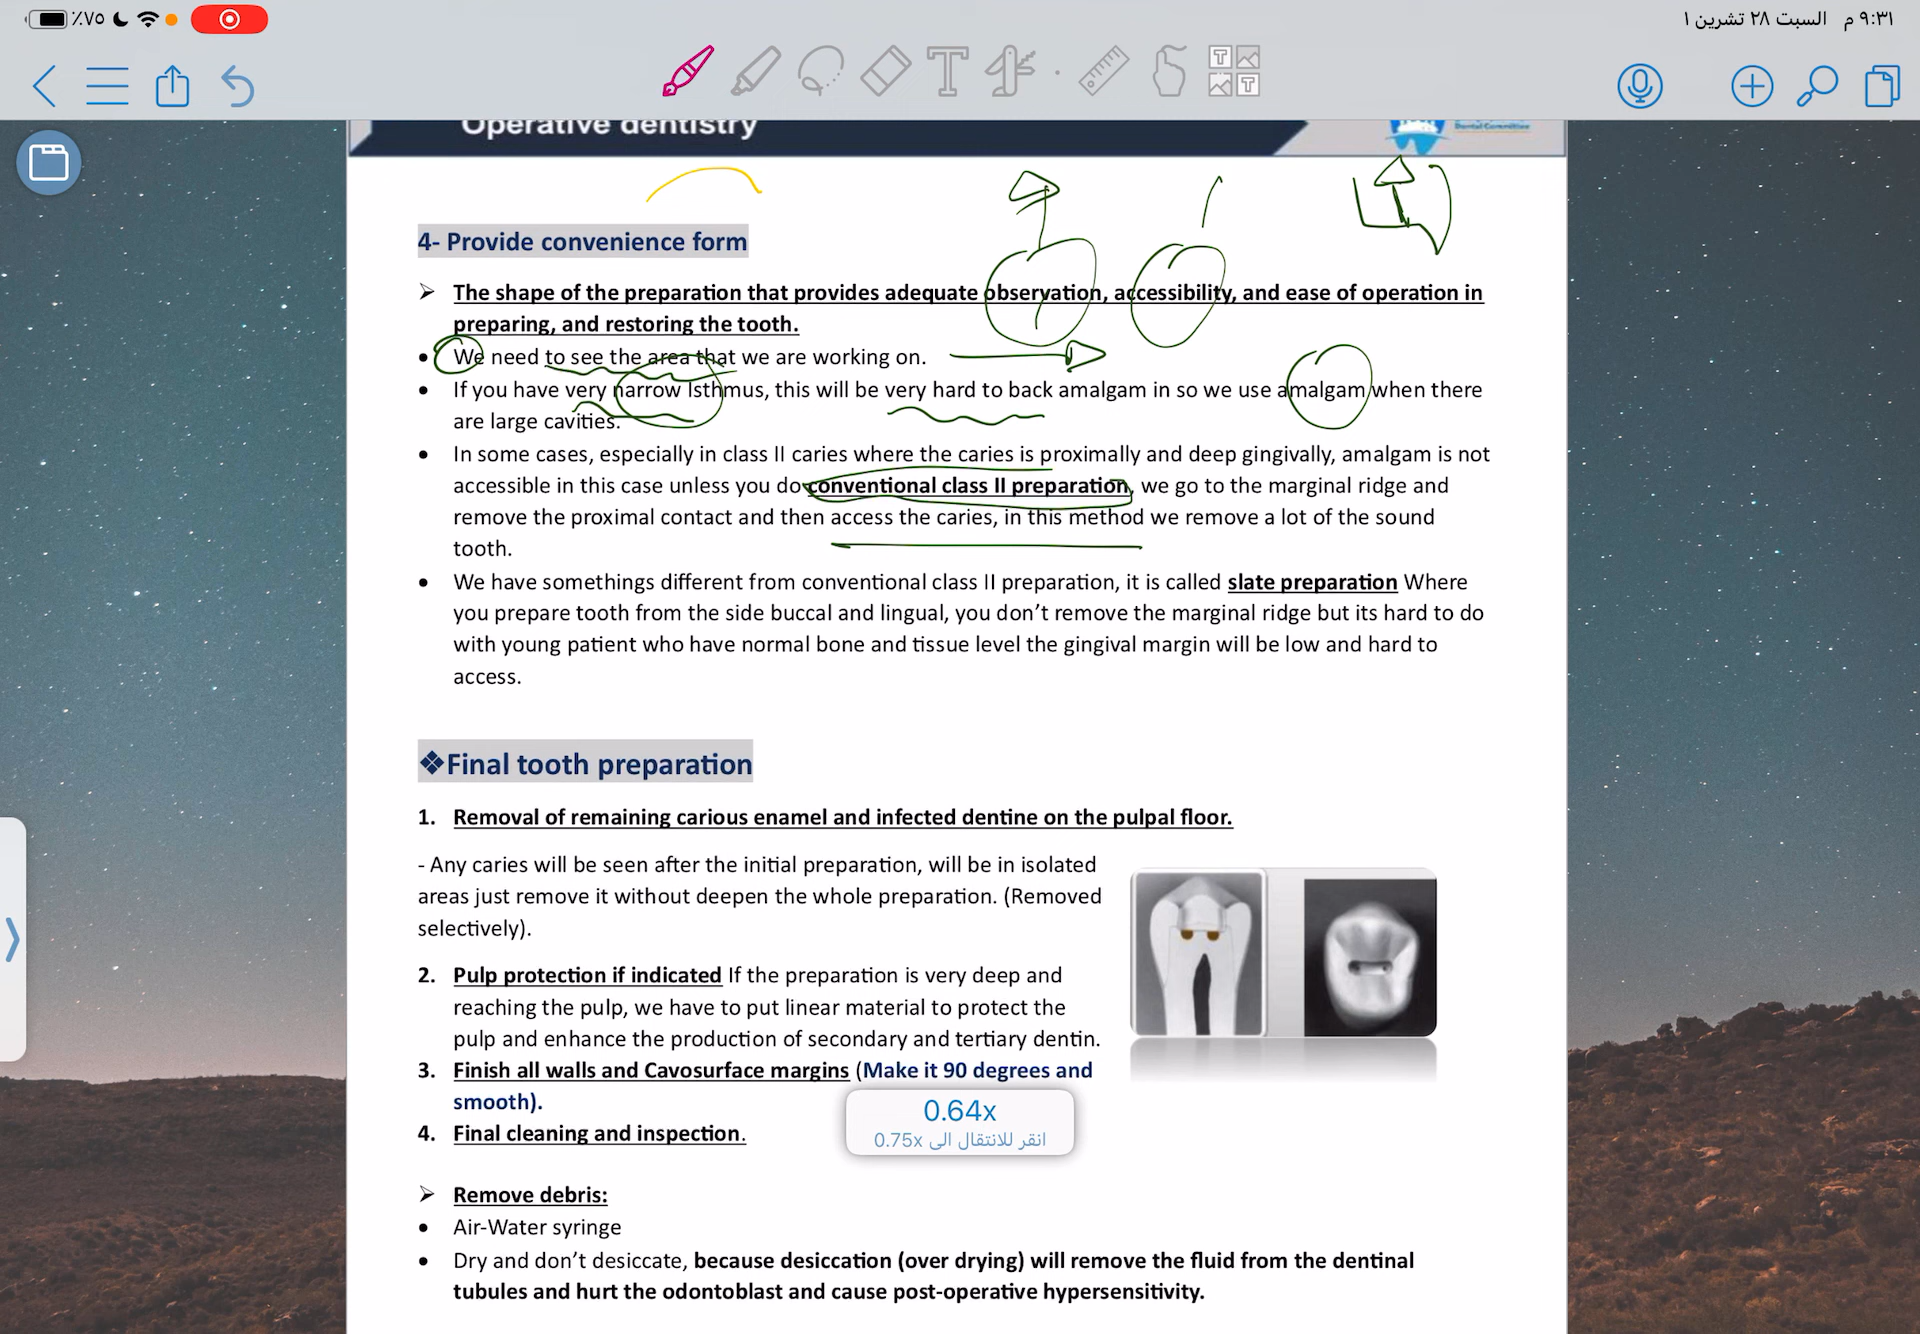 ٪٧٥
٩:٣١ م السبت ٢٨ تشرين ١
Operative dentistry
Dental Committee
4- Provide convenience form
➢ The shape of the preparation that provides adequate observation, accessibility, and ease of operation in
preparing, and restoring the tooth.
• We need to see the area that we are working on.
• If you have very narrow Isthmus, this will be very hard to back amalgam in so we use amalgam when there
are large cavities.
• In some cases, especially in class II caries where the caries is proximally and deep gingivally, amalgam is not
accessible in this case unless you do conventional class II preparation, we go to the marginal ridge and
remove the proximal contact and then access the caries, in this method we remove a lot of the sound
tooth.
• We have somethings different from conventional class II preparation, it is called slate preparation Where
you prepare tooth from the side buccal and lingual, you don't remove the marginal ridge but its hard to do
with young patient who have normal bone and tissue level the gingival margin will be low and hard to
access.
❖Final tooth preparation
1. Removal of remaining carious enamel and infected dentine on the pulpal floor.
- Any caries will be seen after the initial preparation, will be in isolated
areas just remove it without deepen the whole preparation. (Removed
selectively).
2. Pulp protection if indicated If the preparation is very deep and
reaching the pulp, we have to put linear material to protect the
pulp and enhance the production of secondary and tertiary dentin.
3. Finish all walls and Cavosurface margins (Make it 90 degrees and
smooth).
4. Final cleaning and inspection.
0.64x
انقر للانتقال الى 0.75x
➢ Remove debris:
• Air-Water syringe
• Dry and don't desiccate, because desiccation (over drying) will remove the fluid from the dentinal
tubules and hurt the odontoblast and cause post-operative hypersensitivity.